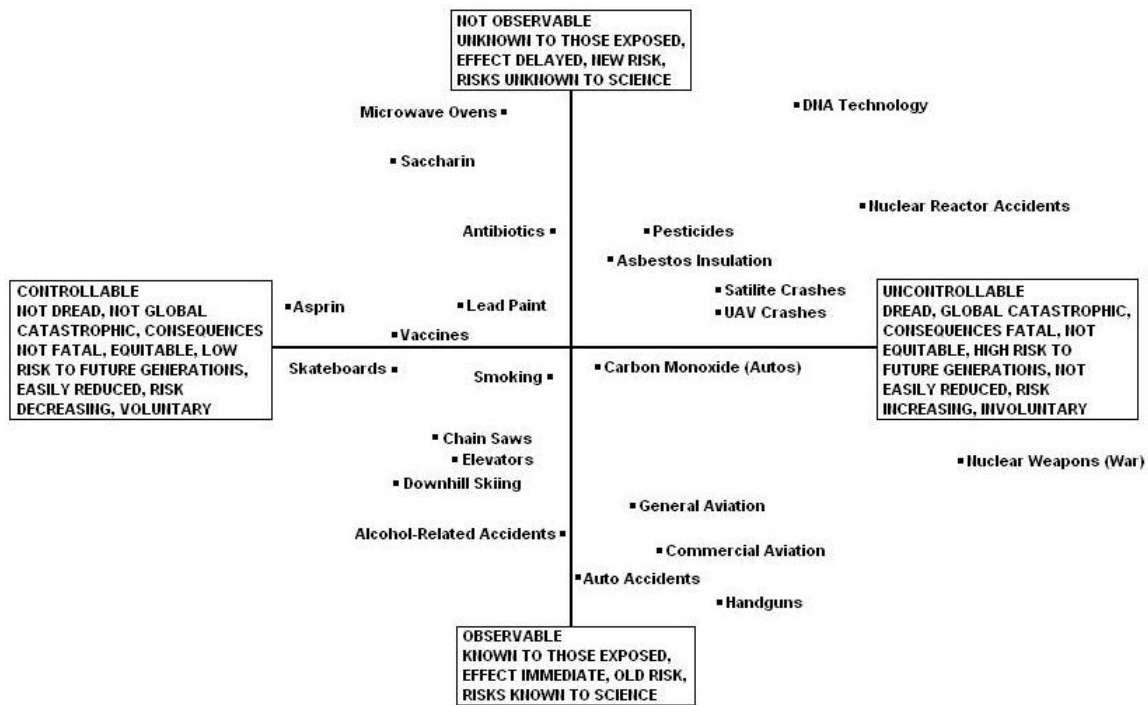 NOT OBSERVABLE
UNKNOWN TO THOSE EXPOSED,
EFFECT DELAYED, NEW RISK,
RISKS UNKNOWN TO SCIENCE
DNA Technology
Microwave Ovens
Saccharin
Nuclear Reactor Accidents
Antibiotics
Pesticides
Asbestos Insulation
CONTROLLABLE
NOT DREAD, NOT GLOBAL
CATASTROPHIC, CONSEQUENCES
NOT FATAL, EQUITABLE, LOW
RISK TO FUTURE GENERATIONS,
EASILY REDUCED, RISK
DECREASING, VOLUNTARY
Asprin
Lead Paint
Satilite Crashes
UAV Crashes
UNCONTROLLABLE
DREAD, GLOBAL CATASTROPHIC,
CONSEQUENCES FATAL, NOT
EQUITABLE, HIGH RISK TO
FUTURE GENERATIONS, NOT
EASILY REDUCED, RISK
INCREASING, INVOLUNTARY
Vaccines
Skateboards
Smoking
Carbon Monoxide (Autos)
Chain Saws
Elevators
Nuclear Weapons (War)
Downhill Skiing
General Aviation
Alcohol-Related Accidents
Commercial Aviation
Auto Accidents
Handguns
OBSERVABLE
KNOWN TO THOSE EXPOSED,
EFFECT IMMEDIATE, OLD RISK,
RISKS KNOWN TO SCIENCE